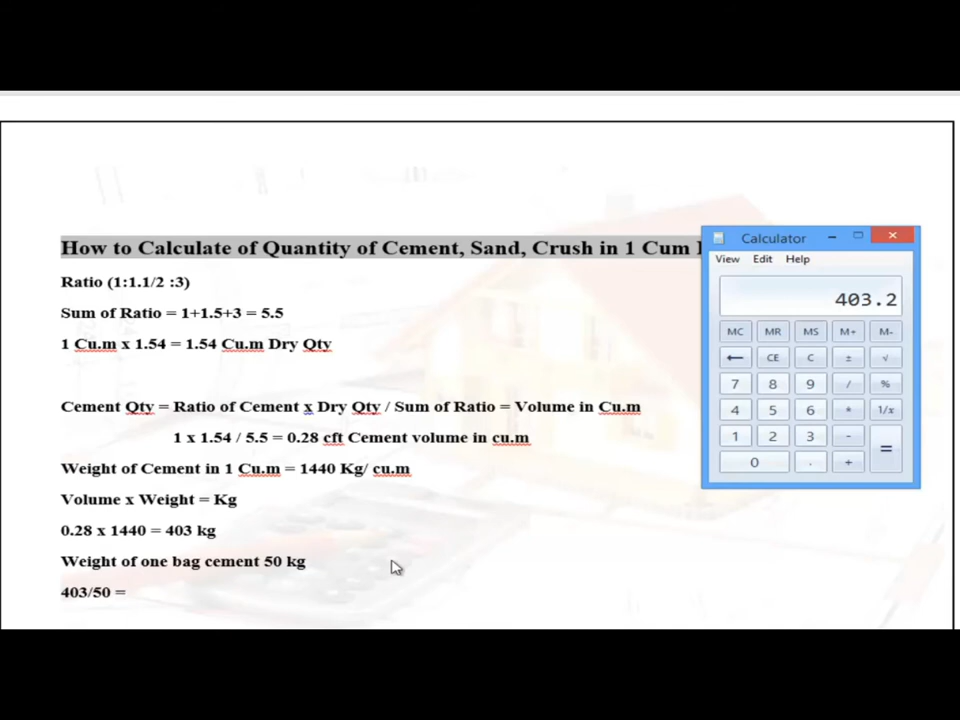 How to Calculate of Quantity of Cement, Sand, Crush in 1 Cum
Ratio (1:1.1/2 :3)
Sum of Ratio = 1+1.5+3 = 5.5
1 Cu.m x 1.54 = 1.54 Cu.m Dry Qty
Cement Qty = Ratio of Cement x Dry Qty / Sum of Ratio = Volume in Cu.m
1 x 1.54 / 5.5 = 0.28 cft Cement volume in cu.m
Weight of Cement in 1 Cu.m = 1440 Kg/ cu.m
Volume x Weight = Kg
0.28 x 1440 = 403 kg
Weight of one bag cement 50 kg
403/50 =
Calculator
View Edit Help
403.2
MC MR MS M+ M-
← CE C ± √
7 8 9 / %
4 5 6 * 1/x
1 2 3 - =
0 . +